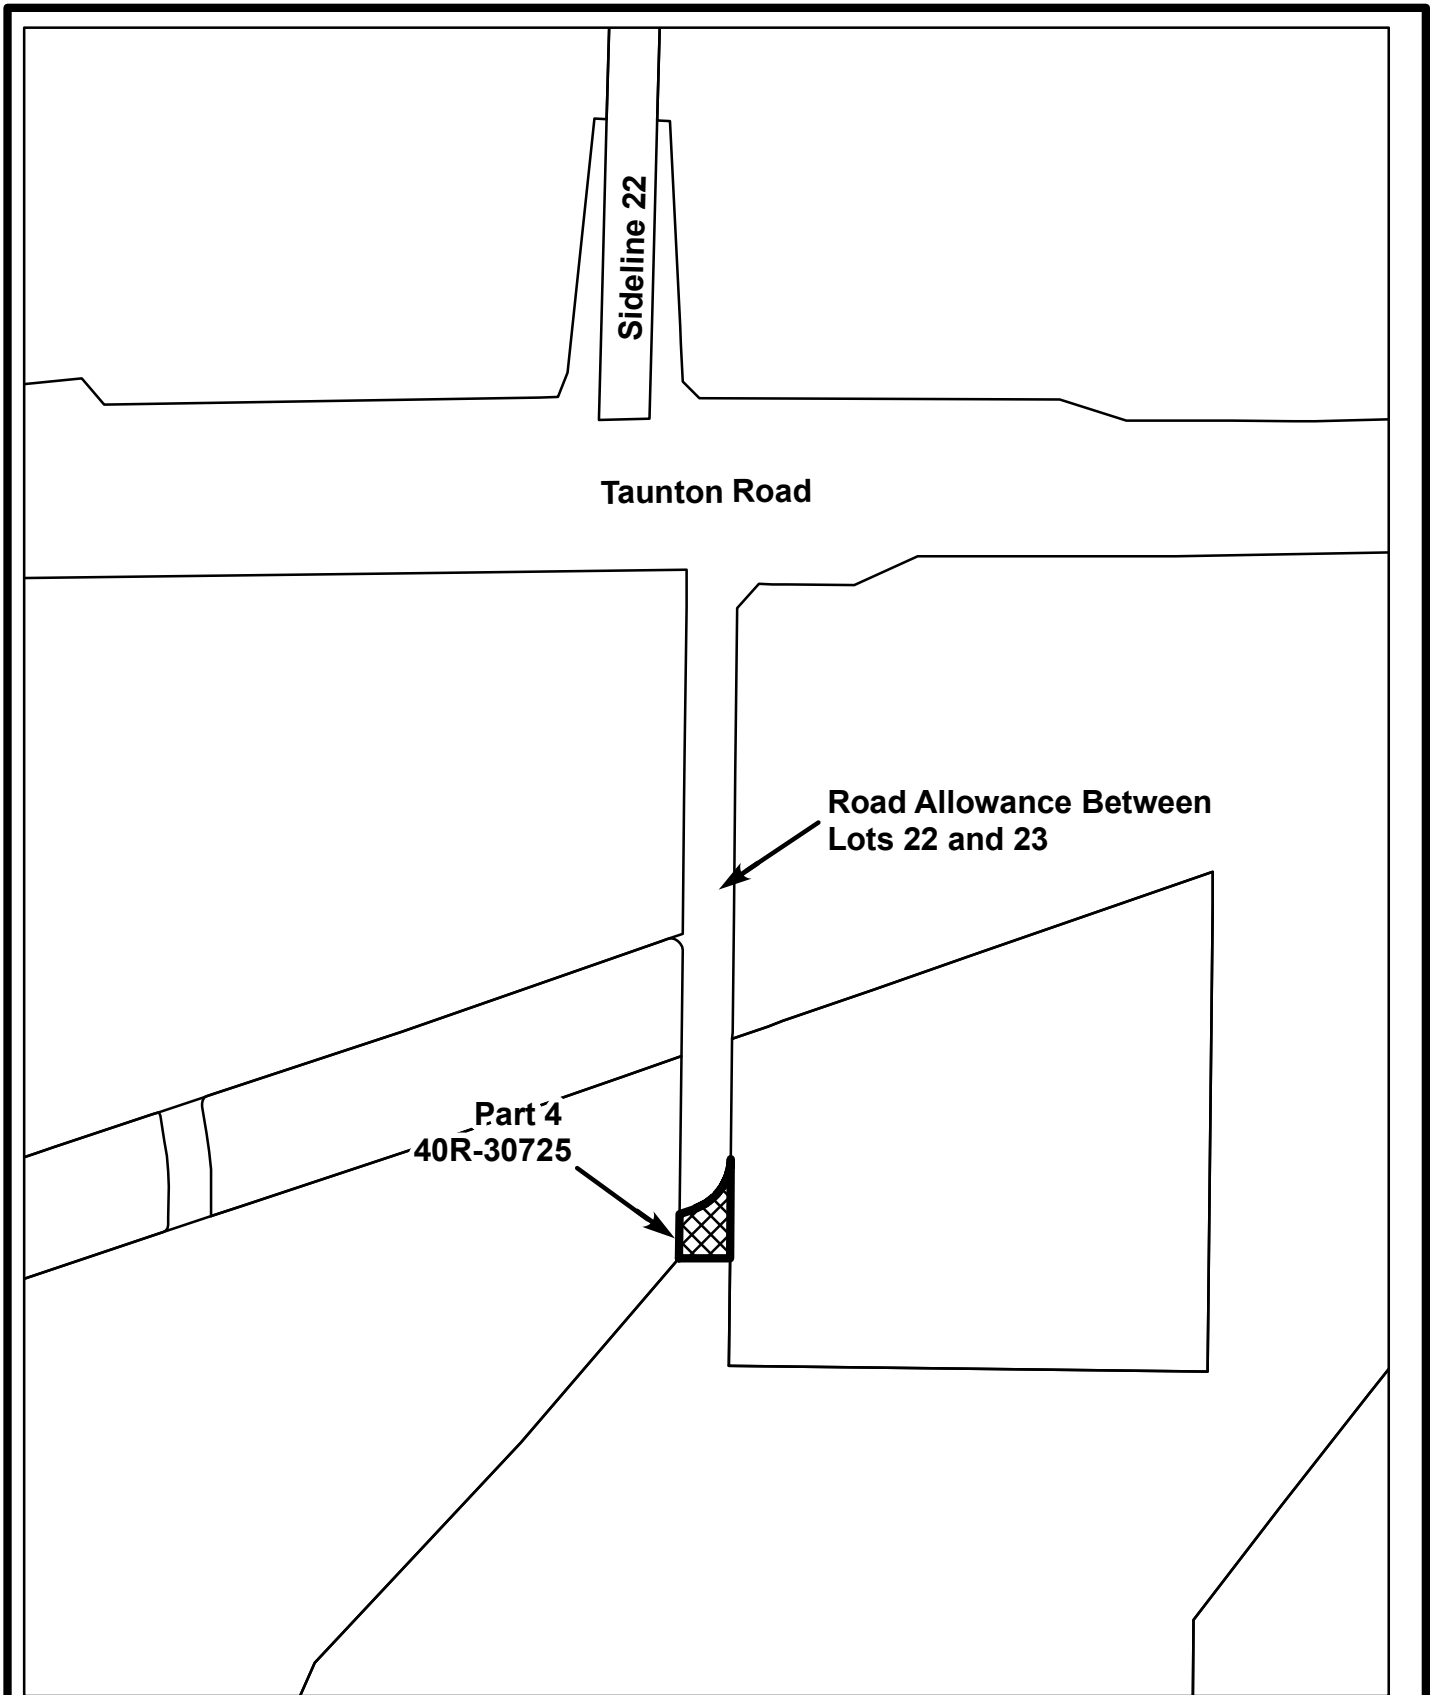 Sideline 22
Taunton Road
Road Allowance Between
Lots 22 and 23
Part 4
40R-30725